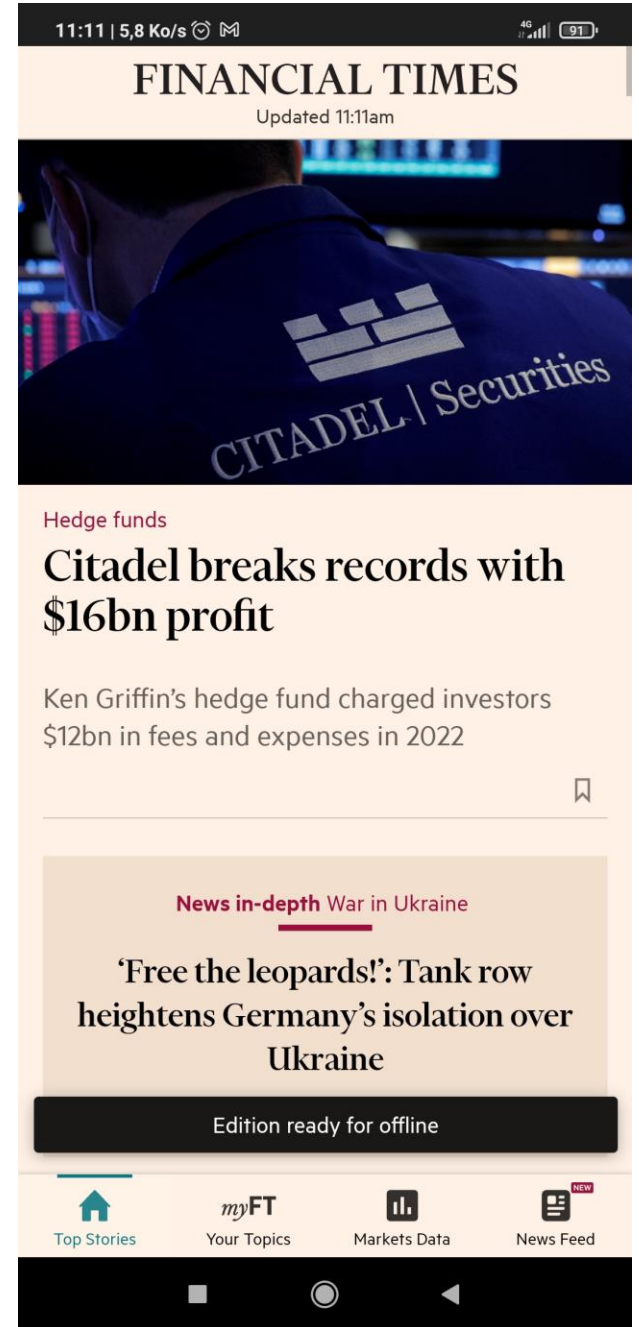 11:11 | 5,8 Ko/s
4G
91
FINANCIAL TIMES
Updated 11:11am
CITADEL | Securities
Hedge funds
Citadel breaks records with
$16bn profit
Ken Griffin's hedge fund charged investors
$12bn in fees and expenses in 2022
News in-depth War in Ukraine
‘Free the leopards!’: Tank row
heightens Germany’s isolation over
Ukraine
Edition ready for offline
NEW
myFT
Top Stories
Your Topics
Markets Data
News Feed